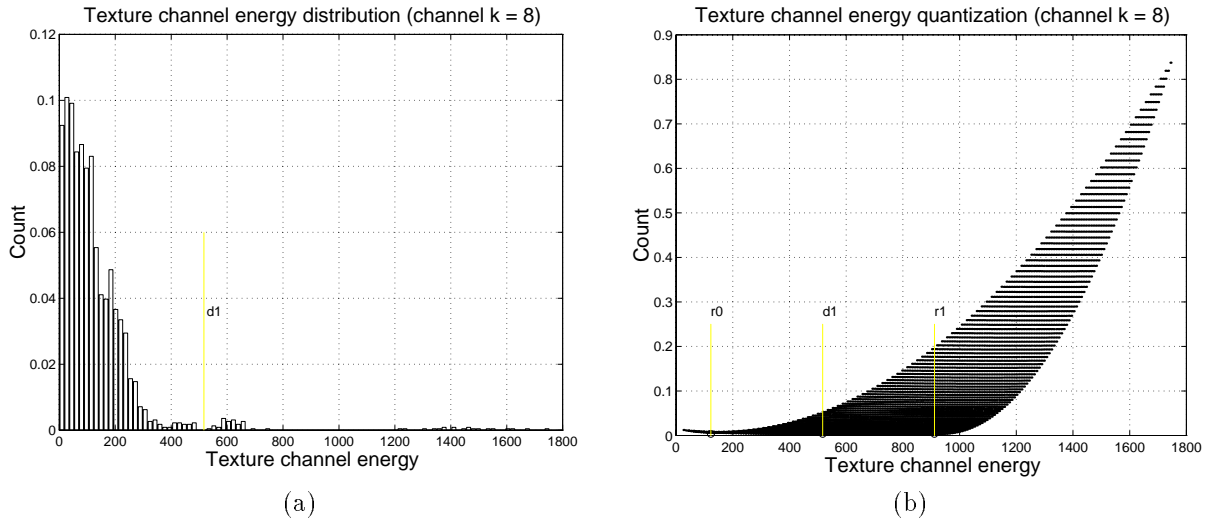 Texture channel energy distribution (channel k = 8)
0.12
0.1
0.08
0.06
0.04
0.02
0
Count
d1
0 200 400 600 800 1000 1200 1400 1600 1800
Texture channel energy
(a)
Texture channel energy quantization (channel k = 8)
0.9
0.8
0.7
0.6
0.5
0.4
0.3
0.2
0.1
0
Count
r0 d1 r1
0 200 400 600 800 1000 1200 1400 1600 1800
Texture channel energy
(b)